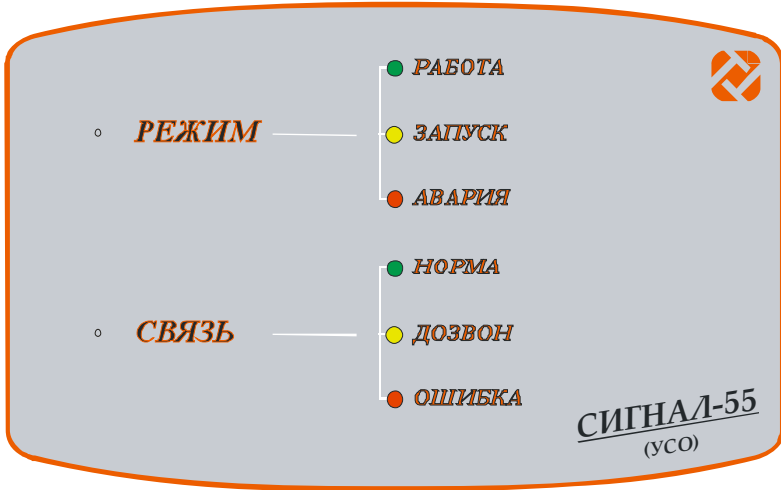 РАБОТА
РЕЖИМ
ЗАПУСК
АВАРИЯ
НОРМА
СВЯЗЬ
ДОЗВОН
ОШИБКА
СИГНАЛ-55
(УСО)